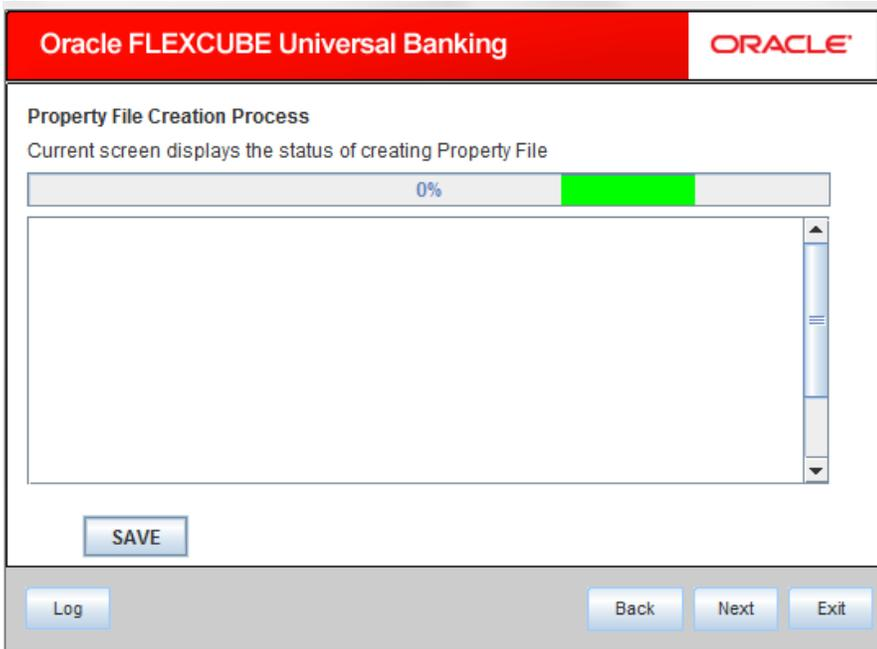 Oracle FLEXCUBE Universal Banking
ORACLE
Property File Creation Process
Current screen displays the status of creating Property File
0%
SAVE
Log
Back
Next
Exit